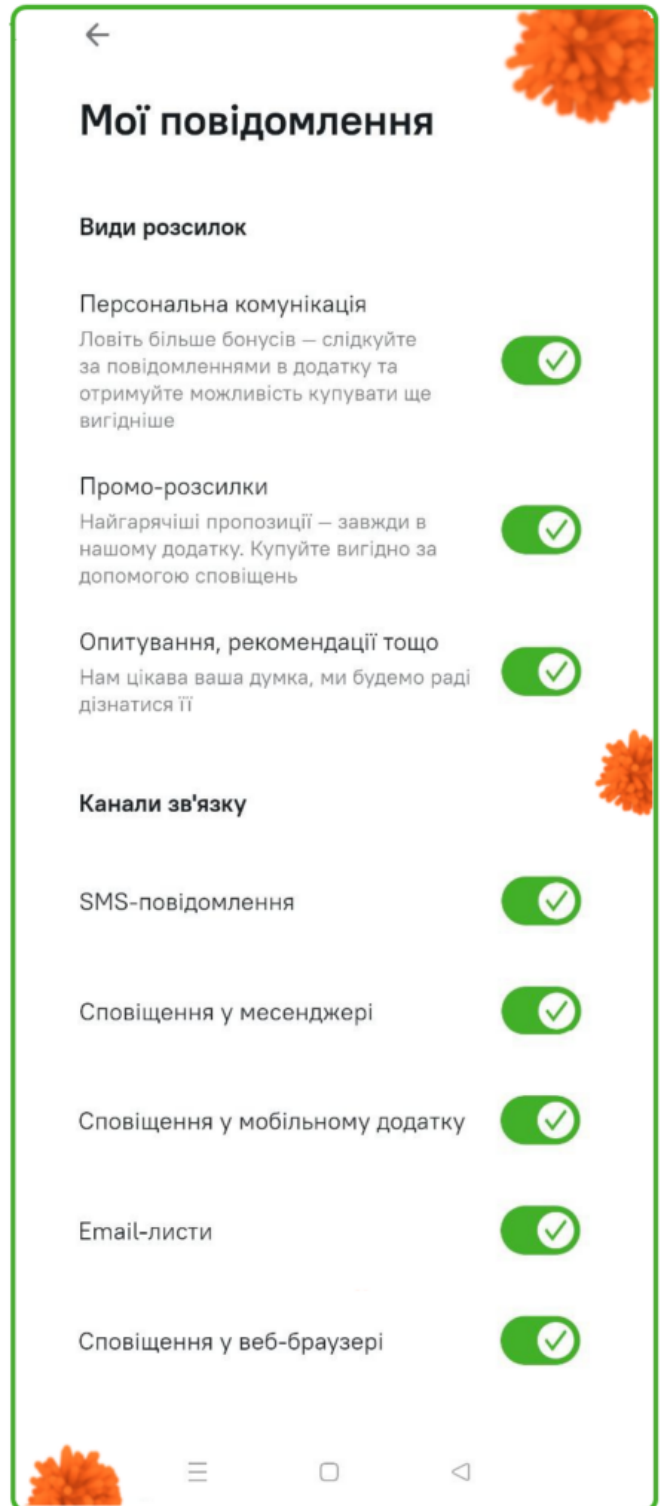 Мої повідомлення
Види розсилок
Персональна комунікація
Ловіть більше бонусів — слідкуйте
за повідомленнями в додатку та
отримуйте можливість купувати ще
вигідніше
Промо-розсилки
Найгарячіші пропозиції — завжди в
нашому додатку. Купуйте вигідно за
допомогою сповіщень
Опитування, рекомендації тощо
Нам цікава ваша думка, ми будемо раді
дізнатися її
Канали зв'язку
SMS-повідомлення
Сповіщення у месенджері
Сповіщення у мобільному додатку
Email-листи
Сповіщення у веб-браузері